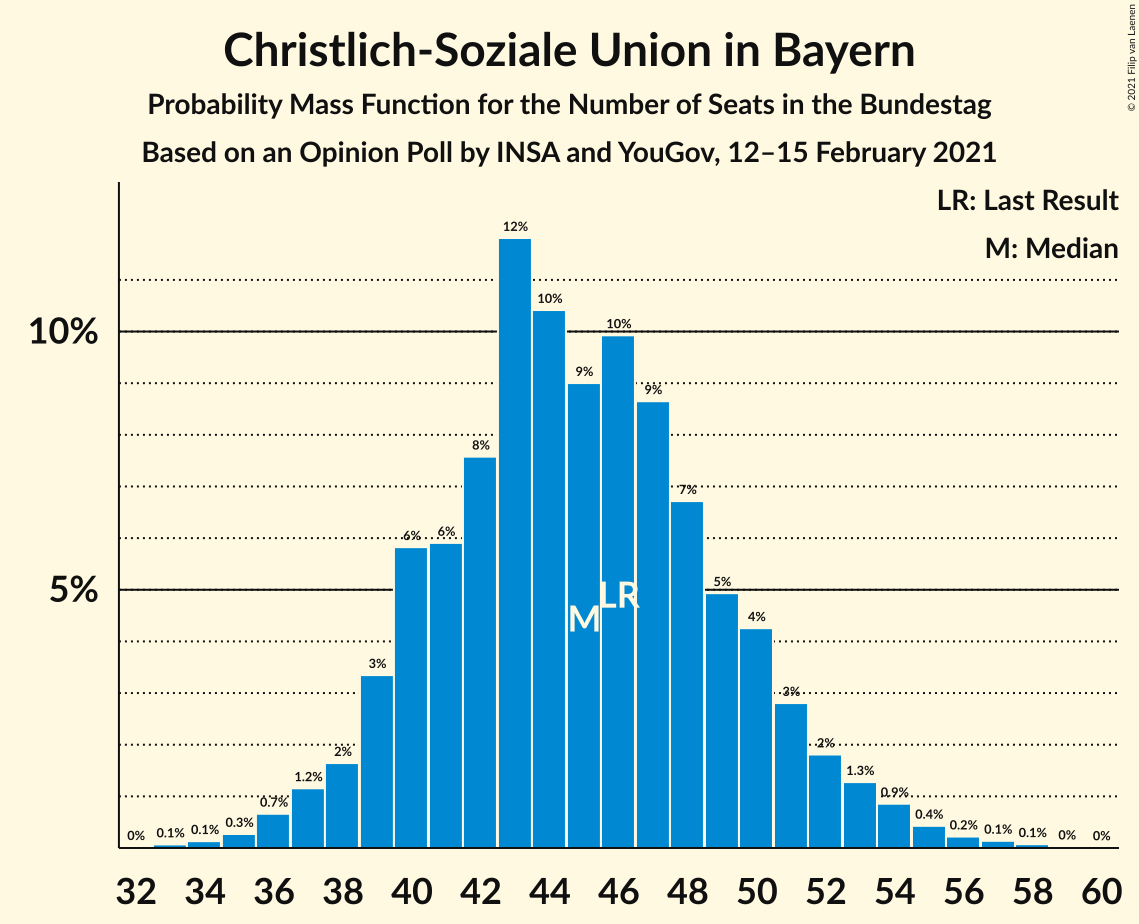 Christlich-Soziale Union in Bayern
Probability Mass Function for the Number of Seats in the Bundestag
Based on an Opinion Poll by INSA and YouGov, 12–15 February 2021
© 2021 Filip van Laenen
LR: Last Result
M: Median
10%
5%
0% 0.1% 0.1% 0.3% 0.7% 1.2% 2% 3% 6% 6% 8% 12% 10% 9% 10% 9% 7% 5% 4% 3% 2% 1.3% 0.9% 0.4% 0.2% 0.1% 0.1% 0% 0%
M LR
32 34 36 38 40 42 44 46 48 50 52 54 56 58 60